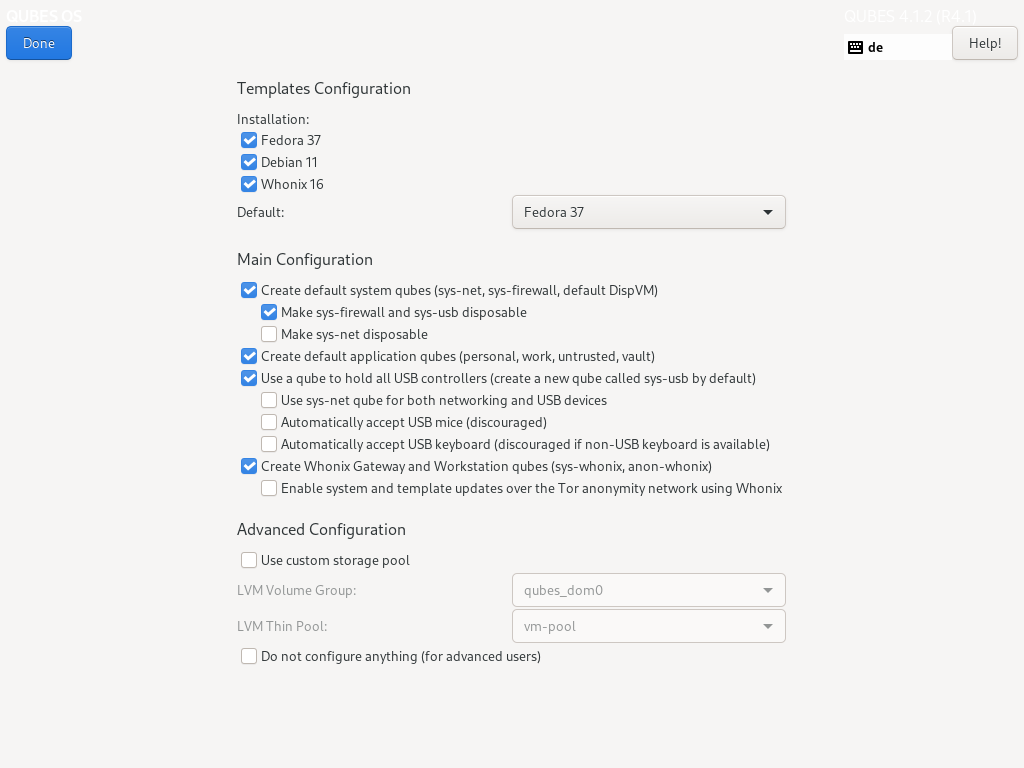 QUBES OS
QUBES 4.1.2 (R4.1)
Done
de
Help!
Templates Configuration
Installation:
Fedora 37
Debian 11
Whonix 16
Default:
Fedora 37
Main Configuration
Create default system qubes (sys-net, sys-firewall, default DispVM)
Make sys-firewall and sys-usb disposable
Make sys-net disposable
Create default application qubes (personal, work, untrusted, vault)
Use a qube to hold all USB controllers (create a new qube called sys-usb by default)
Use sys-net qube for both networking and USB devices
Automatically accept USB mice (discouraged)
Automatically accept USB keyboard (discouraged if non-USB keyboard is available)
Create Whonix Gateway and Workstation qubes (sys-whonix, anon-whonix)
Enable system and template updates over the Tor anonymity network using Whonix
Advanced Configuration
Use custom storage pool
LVM Volume Group:
qubes_dom0
LVM Thin Pool:
vm-pool
Do not configure anything (for advanced users)